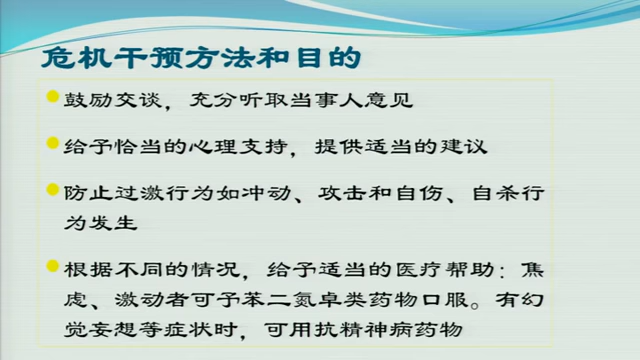 危机干预方法和目的
鼓励交谈，充分听取当事人意见
给予恰当的心理支持，提供适当的建议
防止过激行为如冲动、攻击和自伤、自杀行
为发生
根据不同的情况，给予适当的医疗帮助：焦
虑、激动者可予苯二氮卓类药物口服。有幻
觉妄想等症状时，可用抗精神病药物